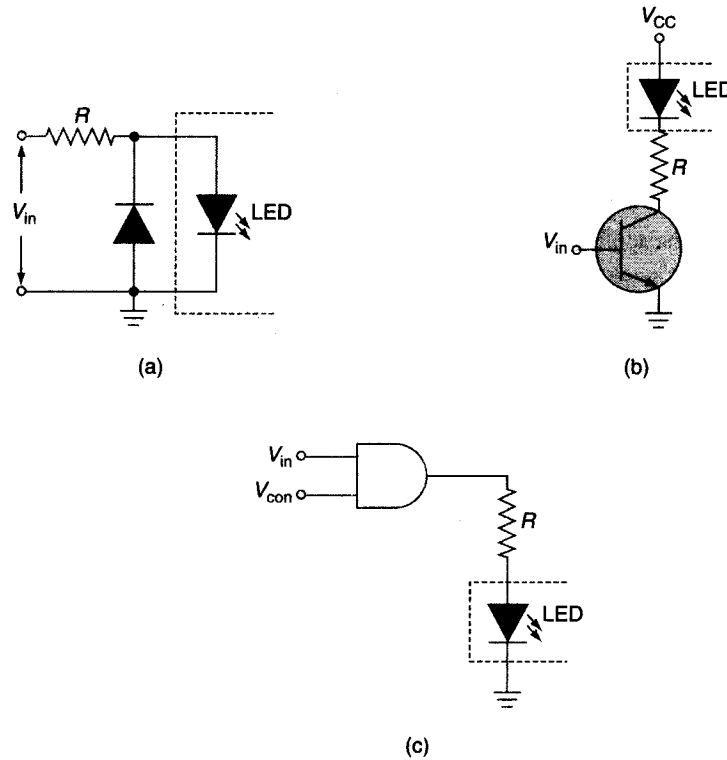 R
V_in
LED
(a)
V_CC
LED
R
V_in
(b)
V_in
V_con
R
LED
(c)